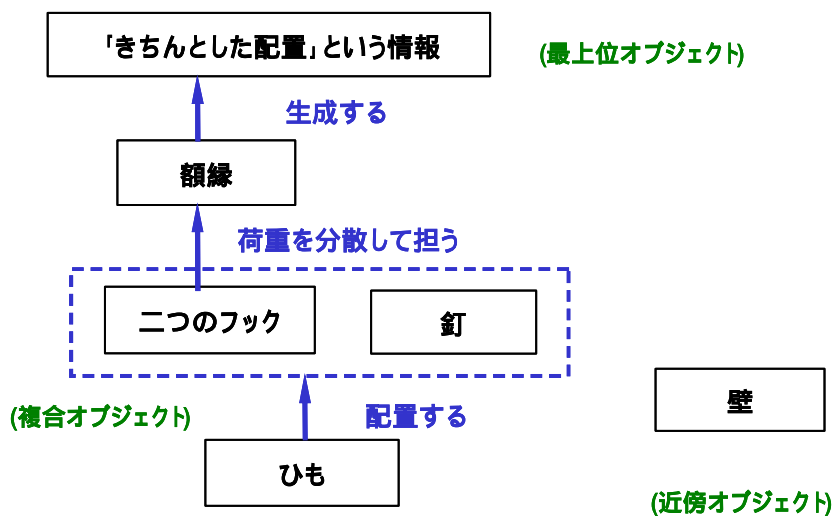 「きちんとした配置」という情報
(最上位オブジェクト)
生成する
額縁
荷重を分散して担う
二つのフック
釘
壁
(複合オブジェクト)
配置する
ひも
(近傍オブジェクト)